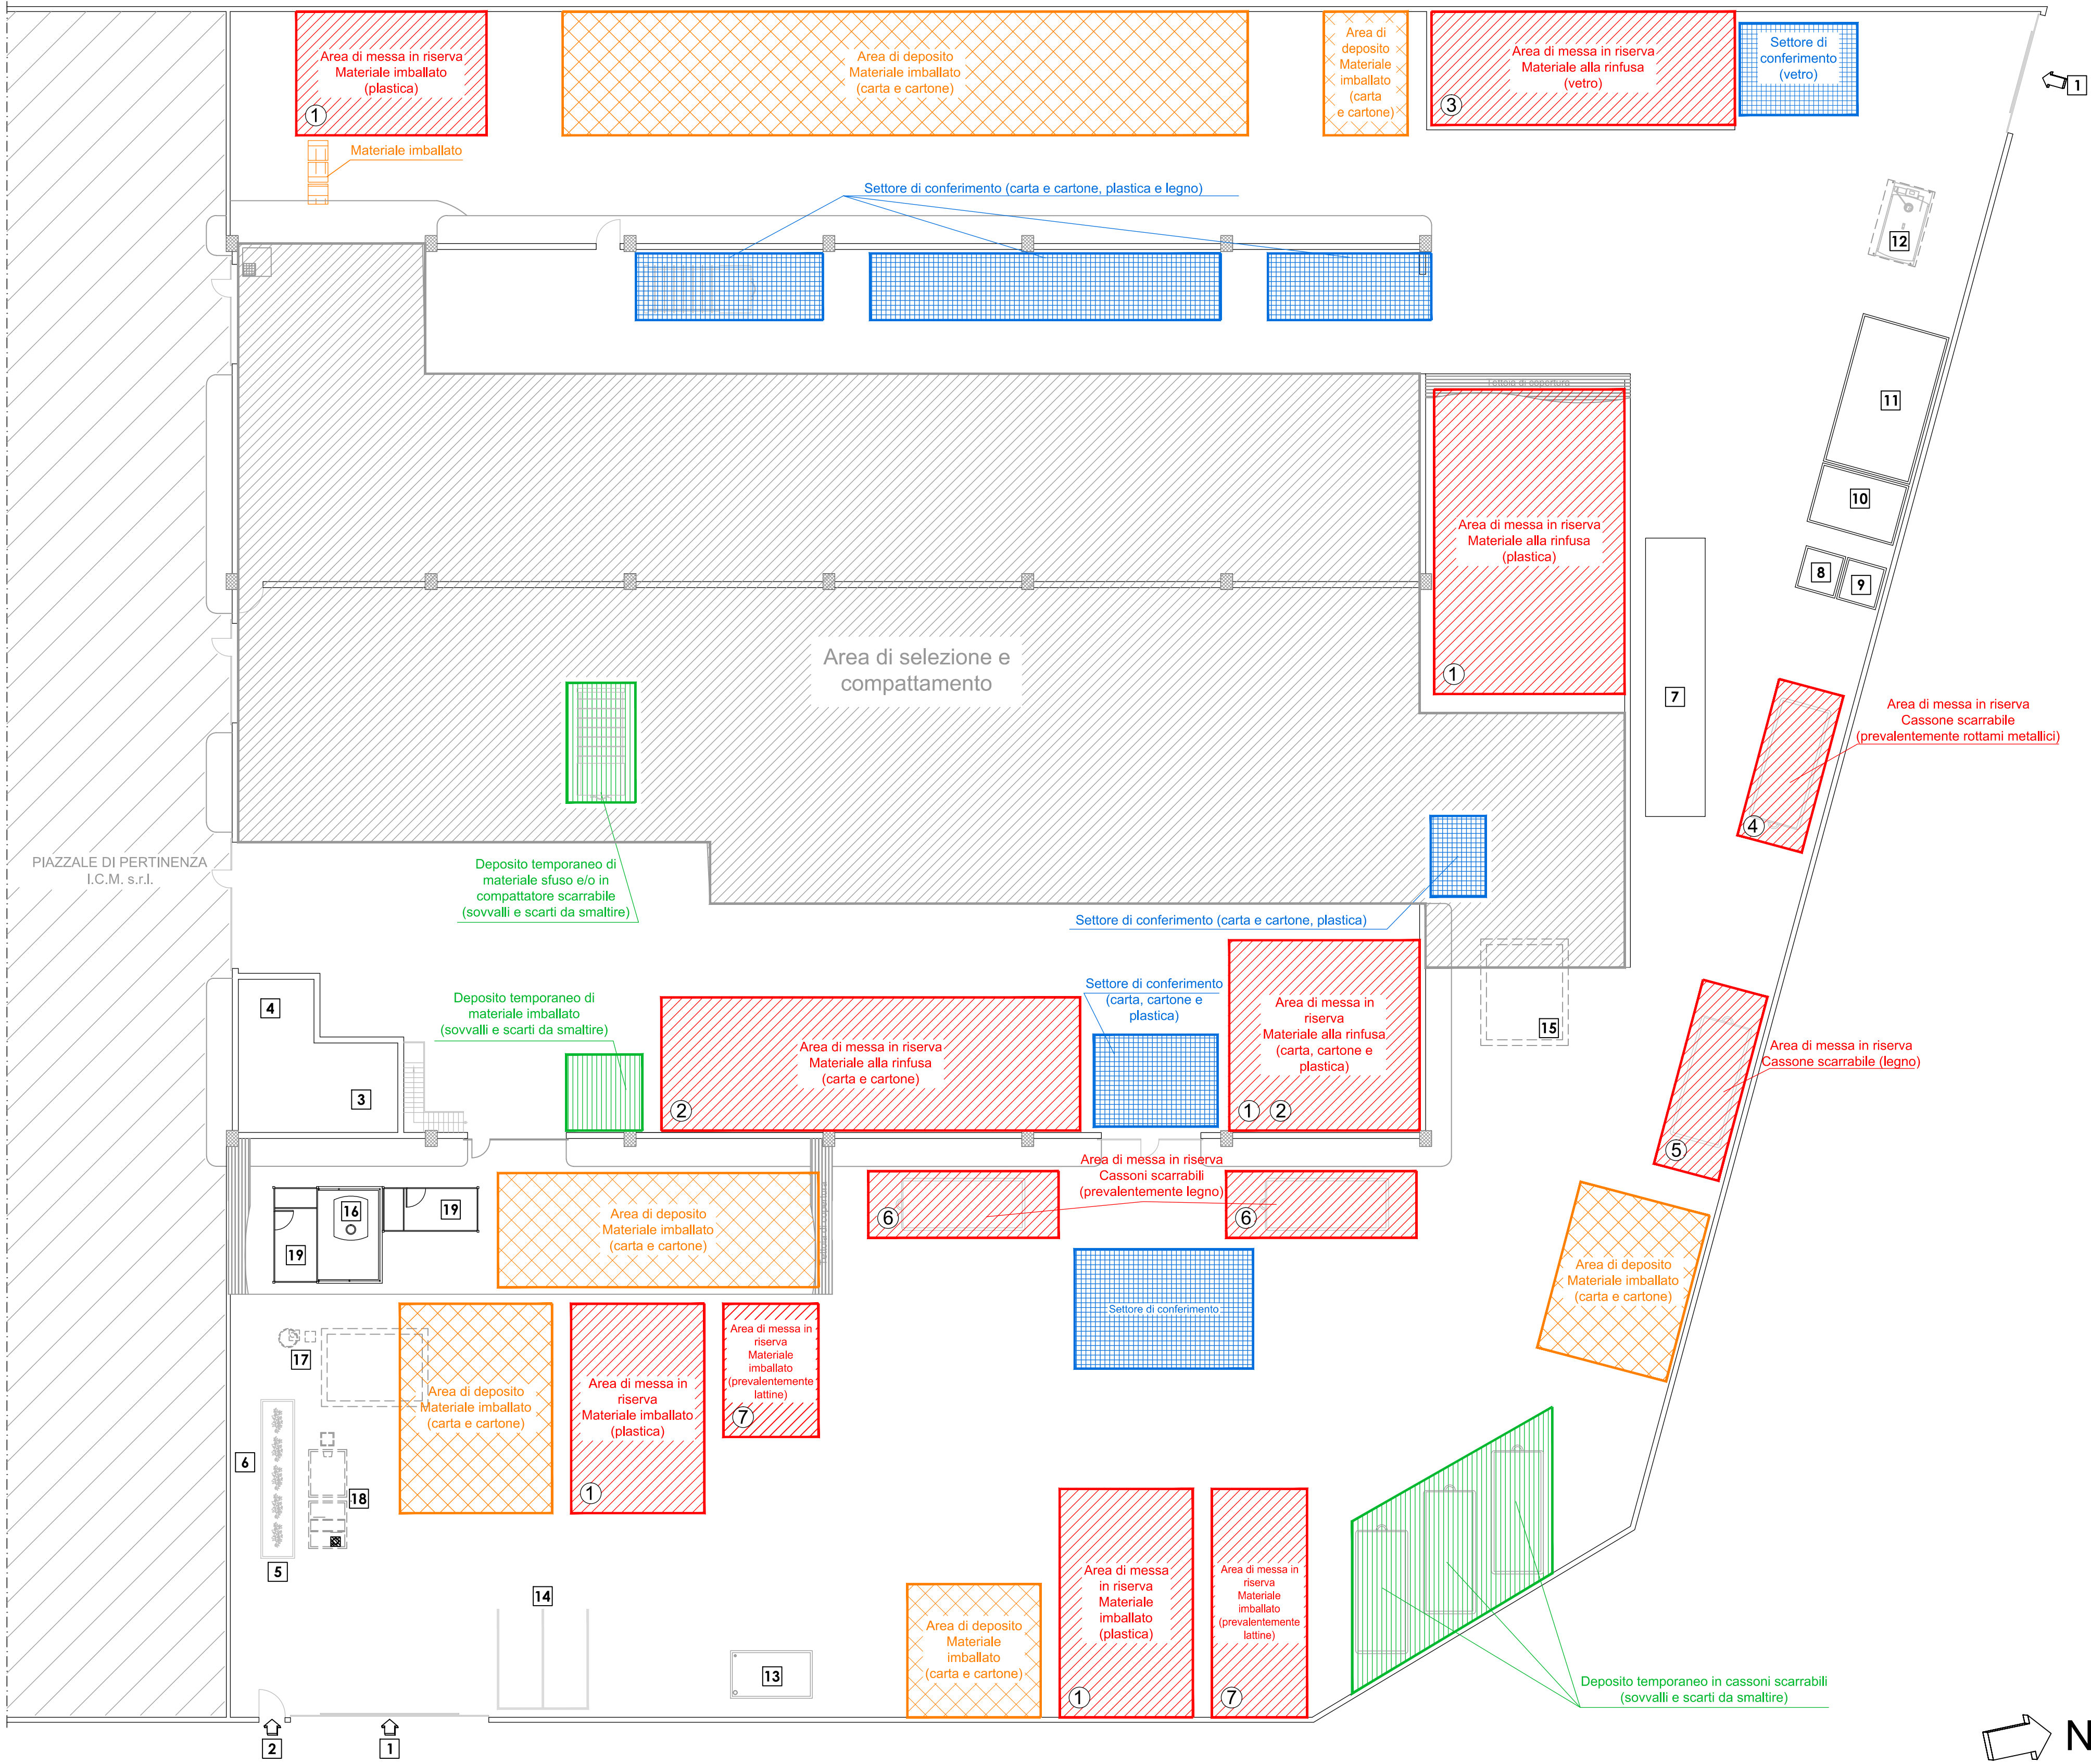 Area di messa in riserva
Materiale imballato
(plastica)
1
Area di deposito
Materiale imballato
(carta e cartone)
Area di
deposito
Materiale
imballato
(carta
e cartone)
Area di messa in riserva
Materiale alla rinfusa
(vetro)
3
Settore di
conferimento
(vetro)
1
Materiale imballato
Settore di conferimento (carta e cartone, plastica e legno)
12
Tettoia di copertura
11
10
8
9
Area di messa in riserva
Materiale alla rinfusa
(plastica)
1
7
Area di selezione e
compattamento
Area di messa in riserva
Cassone scarrabile
(prevalentemente rottami metallici)
4
PIAZZALE DI PERTINENZA
I.C.M. s.r.l.
Deposito temporaneo di
materiale sfuso e/o in
compattatore scarrabile
(sovvalli e scarti da smaltire)
Settore di conferimento (carta e cartone, plastica)
4
3
Deposito temporaneo di
materiale imballato
(sovvalli e scarti da smaltire)
Area di messa in riserva
Materiale alla rinfusa
(carta e cartone)
2
Settore di conferimento
(carta, cartone e
plastica)
Area di messa in
riserva
Materiale alla rinfusa
(carta, cartone e
plastica)
1
2
15
Area di messa in riserva
Cassone scarrabile (legno)
5
Area di messa in riserva
Cassoni scarrabili
(prevalentemente legno)
6
6
16
19
19
Area di deposito
Materiale imballato
(carta e cartone)
Tettoia di copertura
Settore di conferimento
Area di deposito
Materiale imballato
(carta e cartone)
17
Area di deposito
Materiale imballato
(carta e cartone)
Area di messa in
riserva
Materiale imballato
(plastica)
1
Area di messa in
riserva
Materiale
imballato
(prevalentemente
lattine)
7
6
18
5
14
13
Area di deposito
Materiale
imballato
(carta e cartone)
Area di messa
in riserva
Materiale
imballato
(plastica)
1
Area di messa in
riserva
Materiale
imballato
(prevalentemente
lattine)
7
Deposito temporaneo in cassoni scarrabili
(sovvalli e scarti da smaltire)
2
1
N